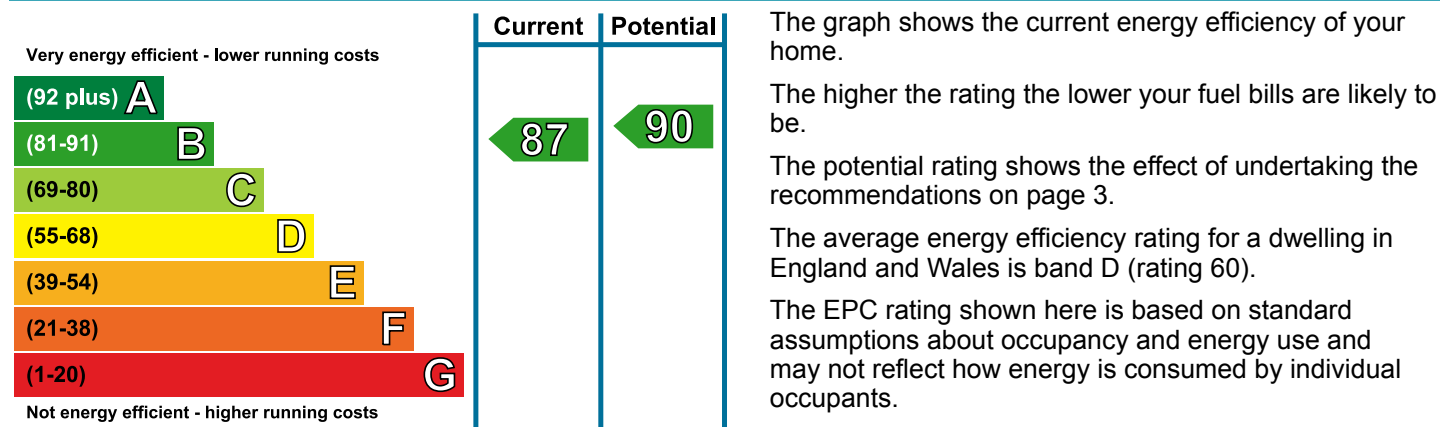 Current Potential
Very energy efficient - lower running costs
(92 plus) A
(81-91) B
87
90
(69-80) C
(55-68) D
(39-54) E
(21-38) F
(1-20) G
Not energy efficient - higher running costs
The graph shows the current energy efficiency of your
home.
The higher the rating the lower your fuel bills are likely to
be.
The potential rating shows the effect of undertaking the
recommendations on page 3.
The average energy efficiency rating for a dwelling in
England and Wales is band D (rating 60).
The EPC rating shown here is based on standard
assumptions about occupancy and energy use and
may not reflect how energy is consumed by individual
occupants.